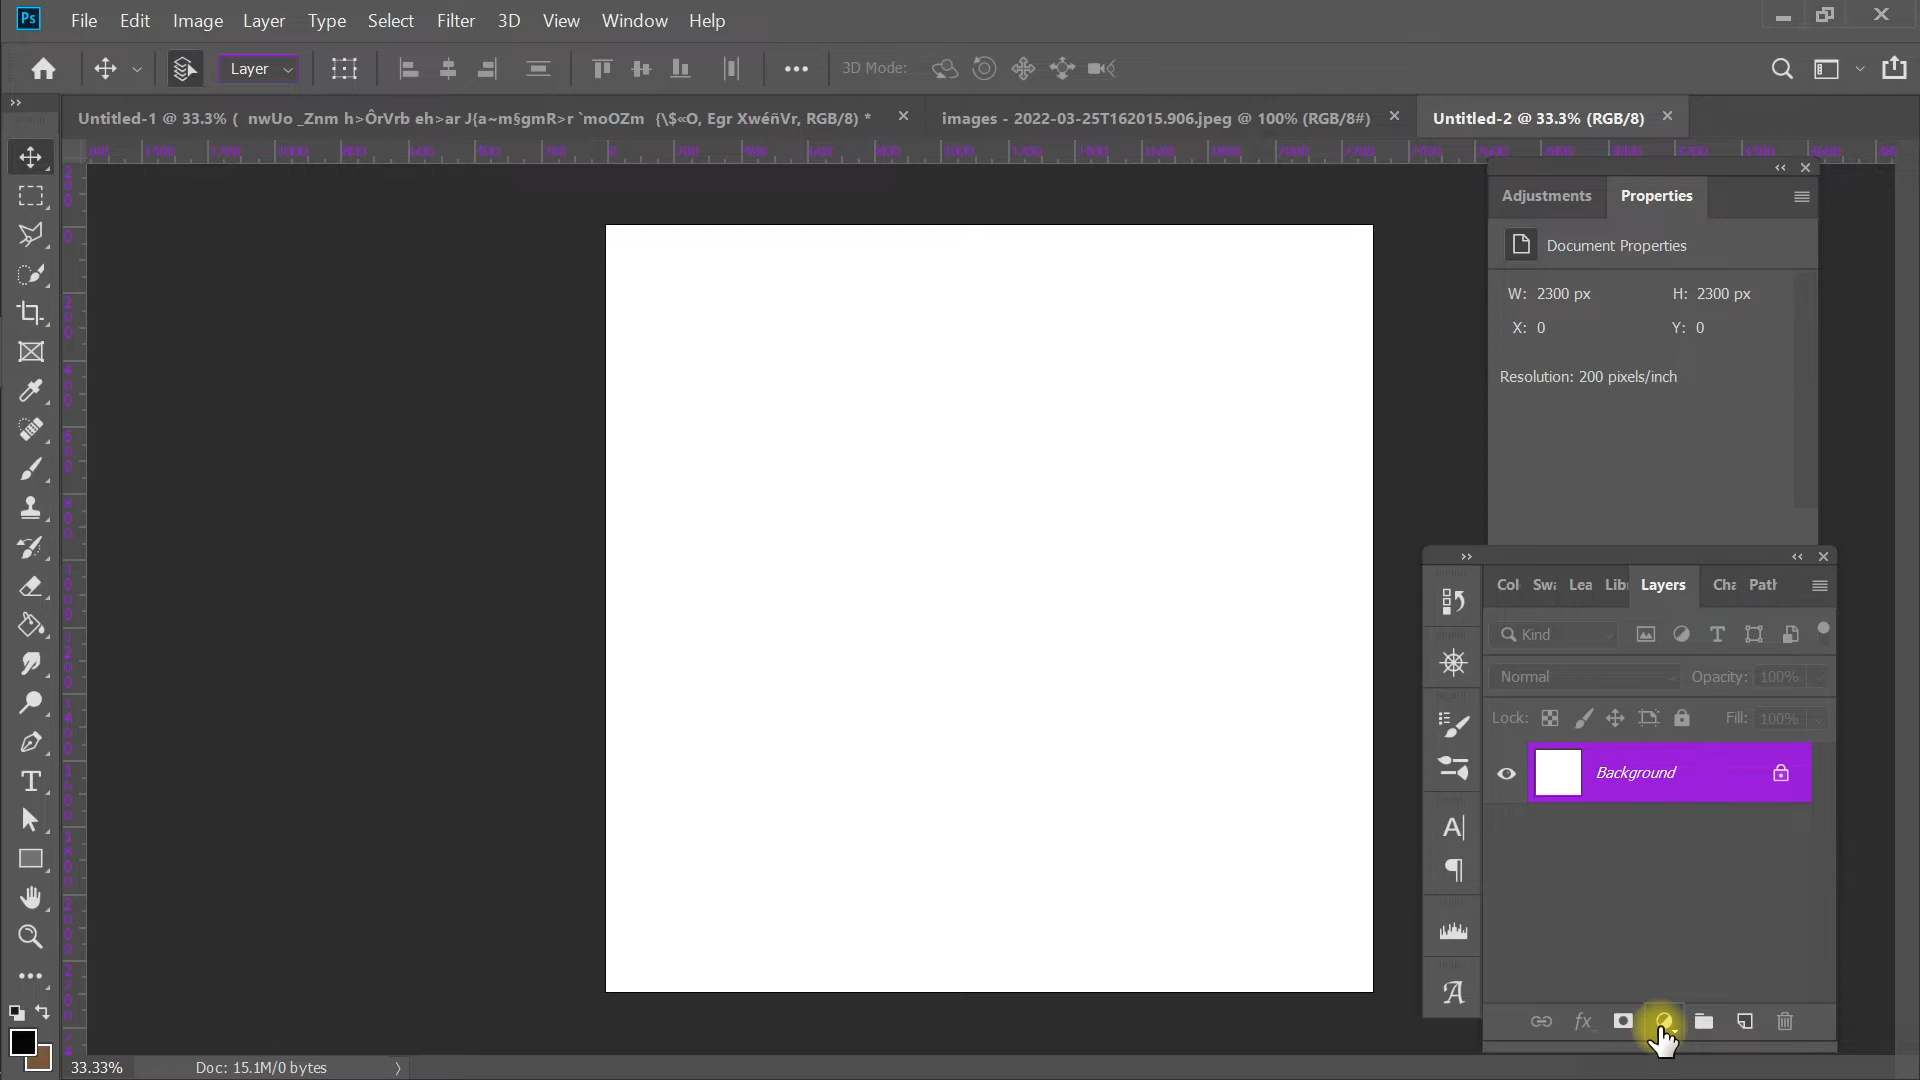 Ps File Edit Image Layer Type Select Filter 3D View Window Help
Layer 3D Mode:
Untitled-1 @ 33.3% ( nwUo _Znm h>ÔrVrb eh>ar J{a~m§gmR>r `moOZm {\$«O, Egr XwéñVr, RGB/8) *
images - 2022-03-25T162015.906.jpeg @ 100% (RGB/8#)
Untitled-2 @ 33.3% (RGB/8)
Adjustments Properties
Document Properties
W: 2300 px H: 2300 px
X: 0 Y: 0
Resolution: 200 pixels/inch
Col Swa Lea Libr Layers Cha Path
Kind
Normal Opacity: 100%
Lock: Fill: 100%
Background
33.33% Doc: 15.1M/0 bytes